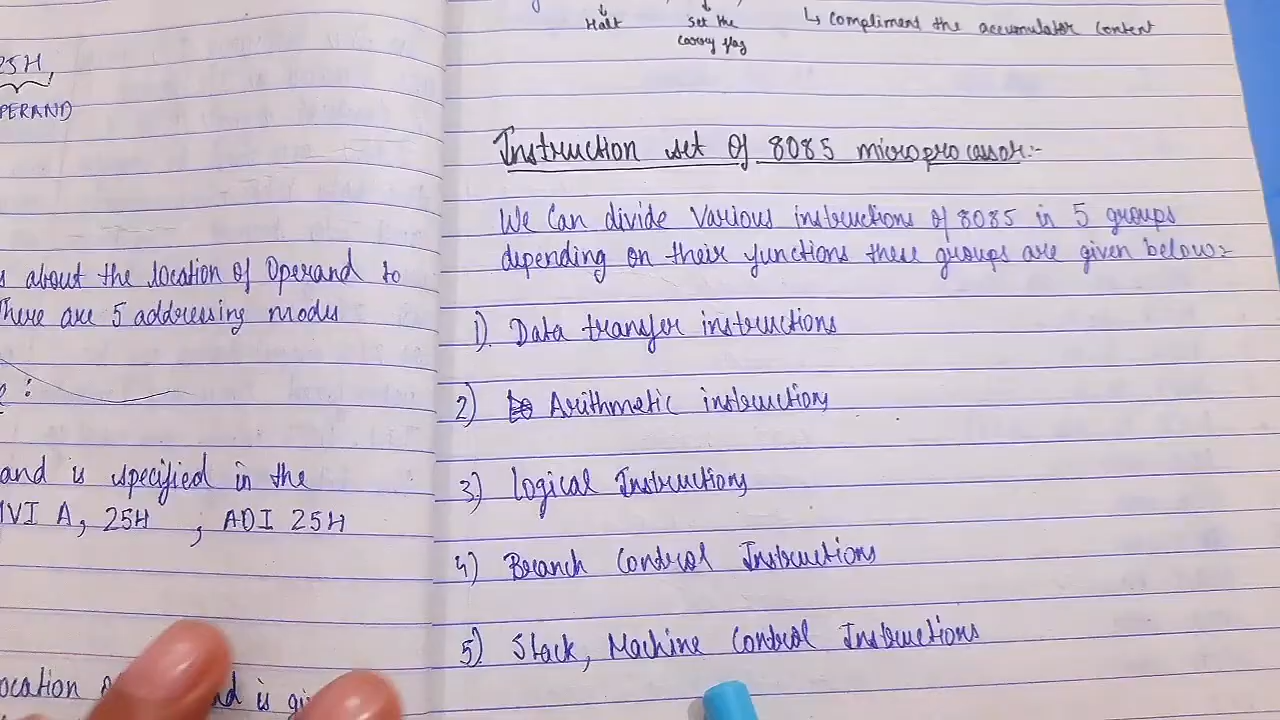 25H,
PERAND
s about the location of Operand to
There are 5 addressing modes
e :
and is specified in the
MVI A, 25H ; ADI 25H
ocation is gi
Halt
Set the
Carry flag
↳ Compliment the accumulator Content
Instruction set Of 8085 microprocassor:-
We Can divide Various instructions of 8085 in 5 groups
depending on their functions these groups are given below:-
1). Data transfer instructions
2) Arithmetic instructions
3) Logical Instructions
4) Branch Control Instructions
5) Stack, Machine Control Instructions